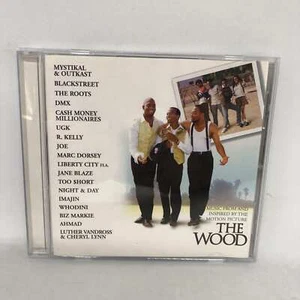 MYSTIKAL
& OUTKAST
BLACKSTREET
THE ROOTS
DMX
CASH MONEY
MILLIONAIRES
UGK
R. KELLY
JOE
MARC DORSEY
LIBERTY CITY FLA.
JANE BLAZE
TOO SHORT
NIGHT & DAY
IMAJIN
WHODINI
BIZ MARKIE
AHMAD
LUTHER VANDROSS
& CHERYL LYNN
MUSIC FROM AND
INSPIRED BY THE
MOTION PICTURE
THE
WOOD